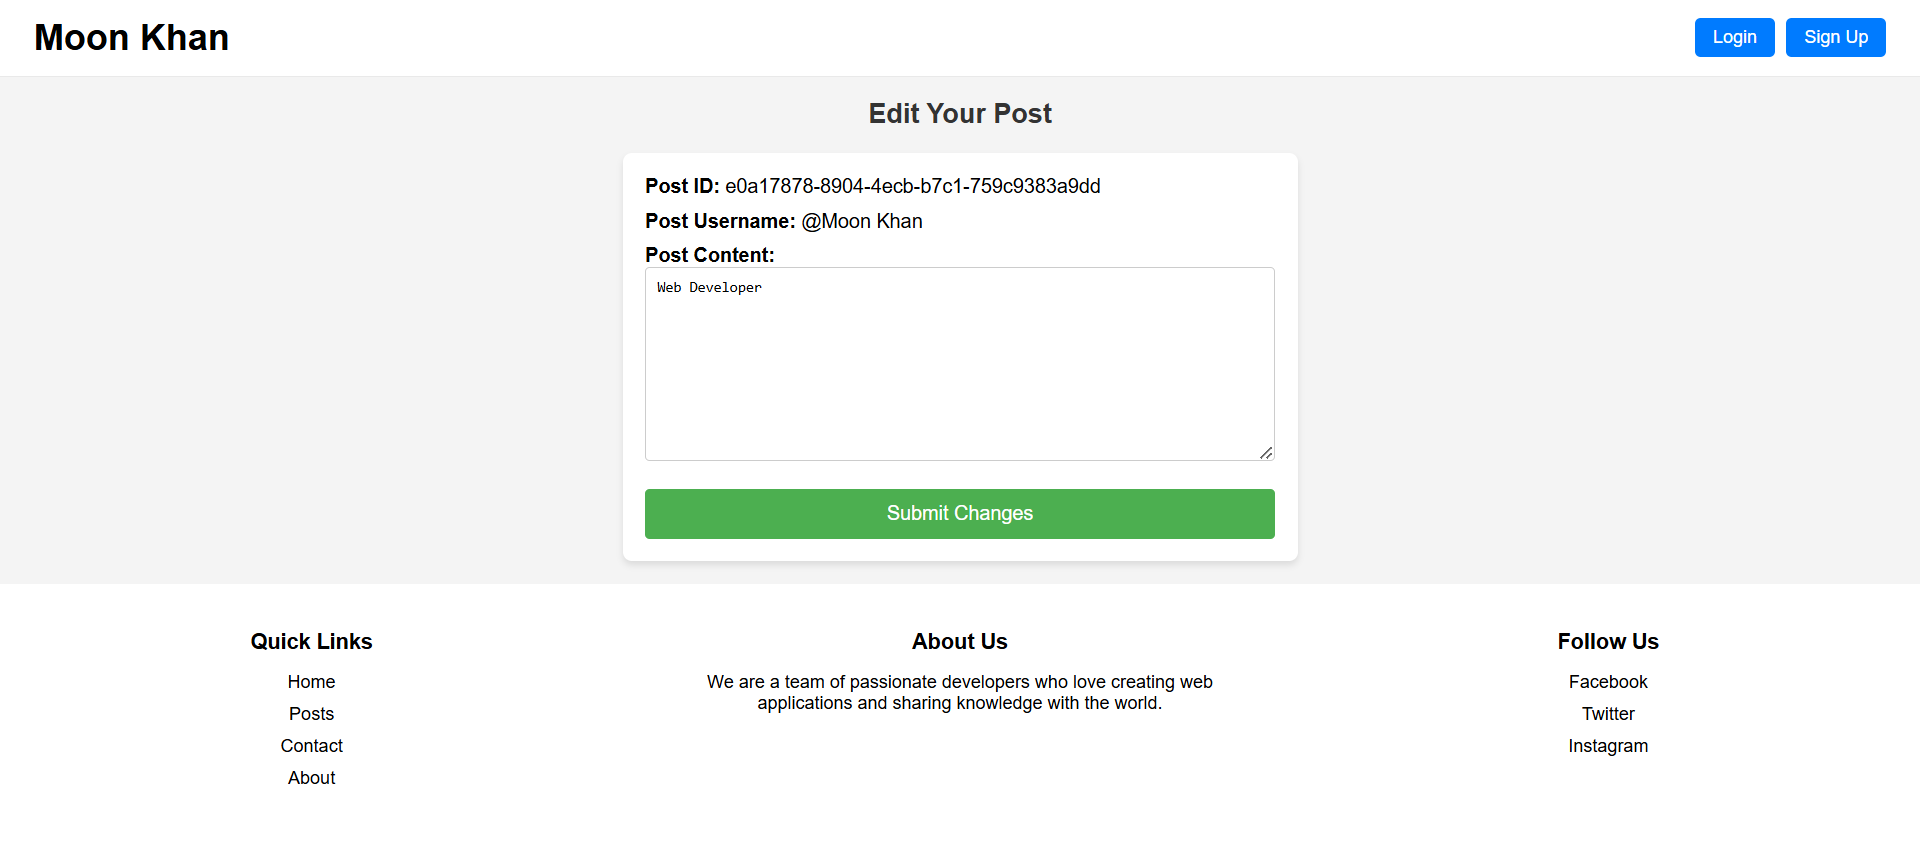 Moon Khan
Login
Sign Up
Edit Your Post
Post ID: e0a17878-8904-4ecb-b7c1-759c9383a9dd
Post Username: @Moon Khan
Post Content:
Web Developer
Submit Changes
Quick Links
Home
Posts
Contact
About
About Us
We are a team of passionate developers who love creating web
applications and sharing knowledge with the world.
Follow Us
Facebook
Twitter
Instagram